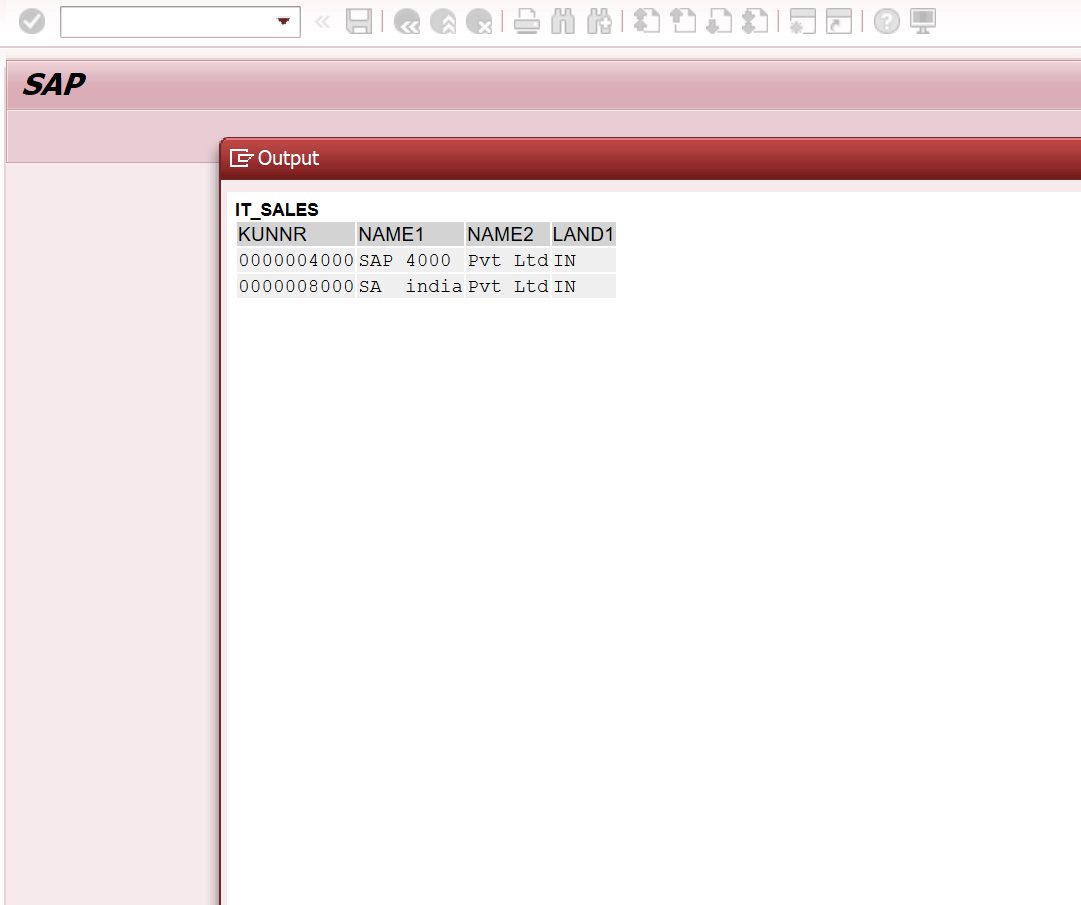 SAP
Output
IT_SALES
KUNNR NAME1 NAME2 LAND1
0000004000 SAP 4000 Pvt Ltd IN
0000008000 SA  india Pvt Ltd IN